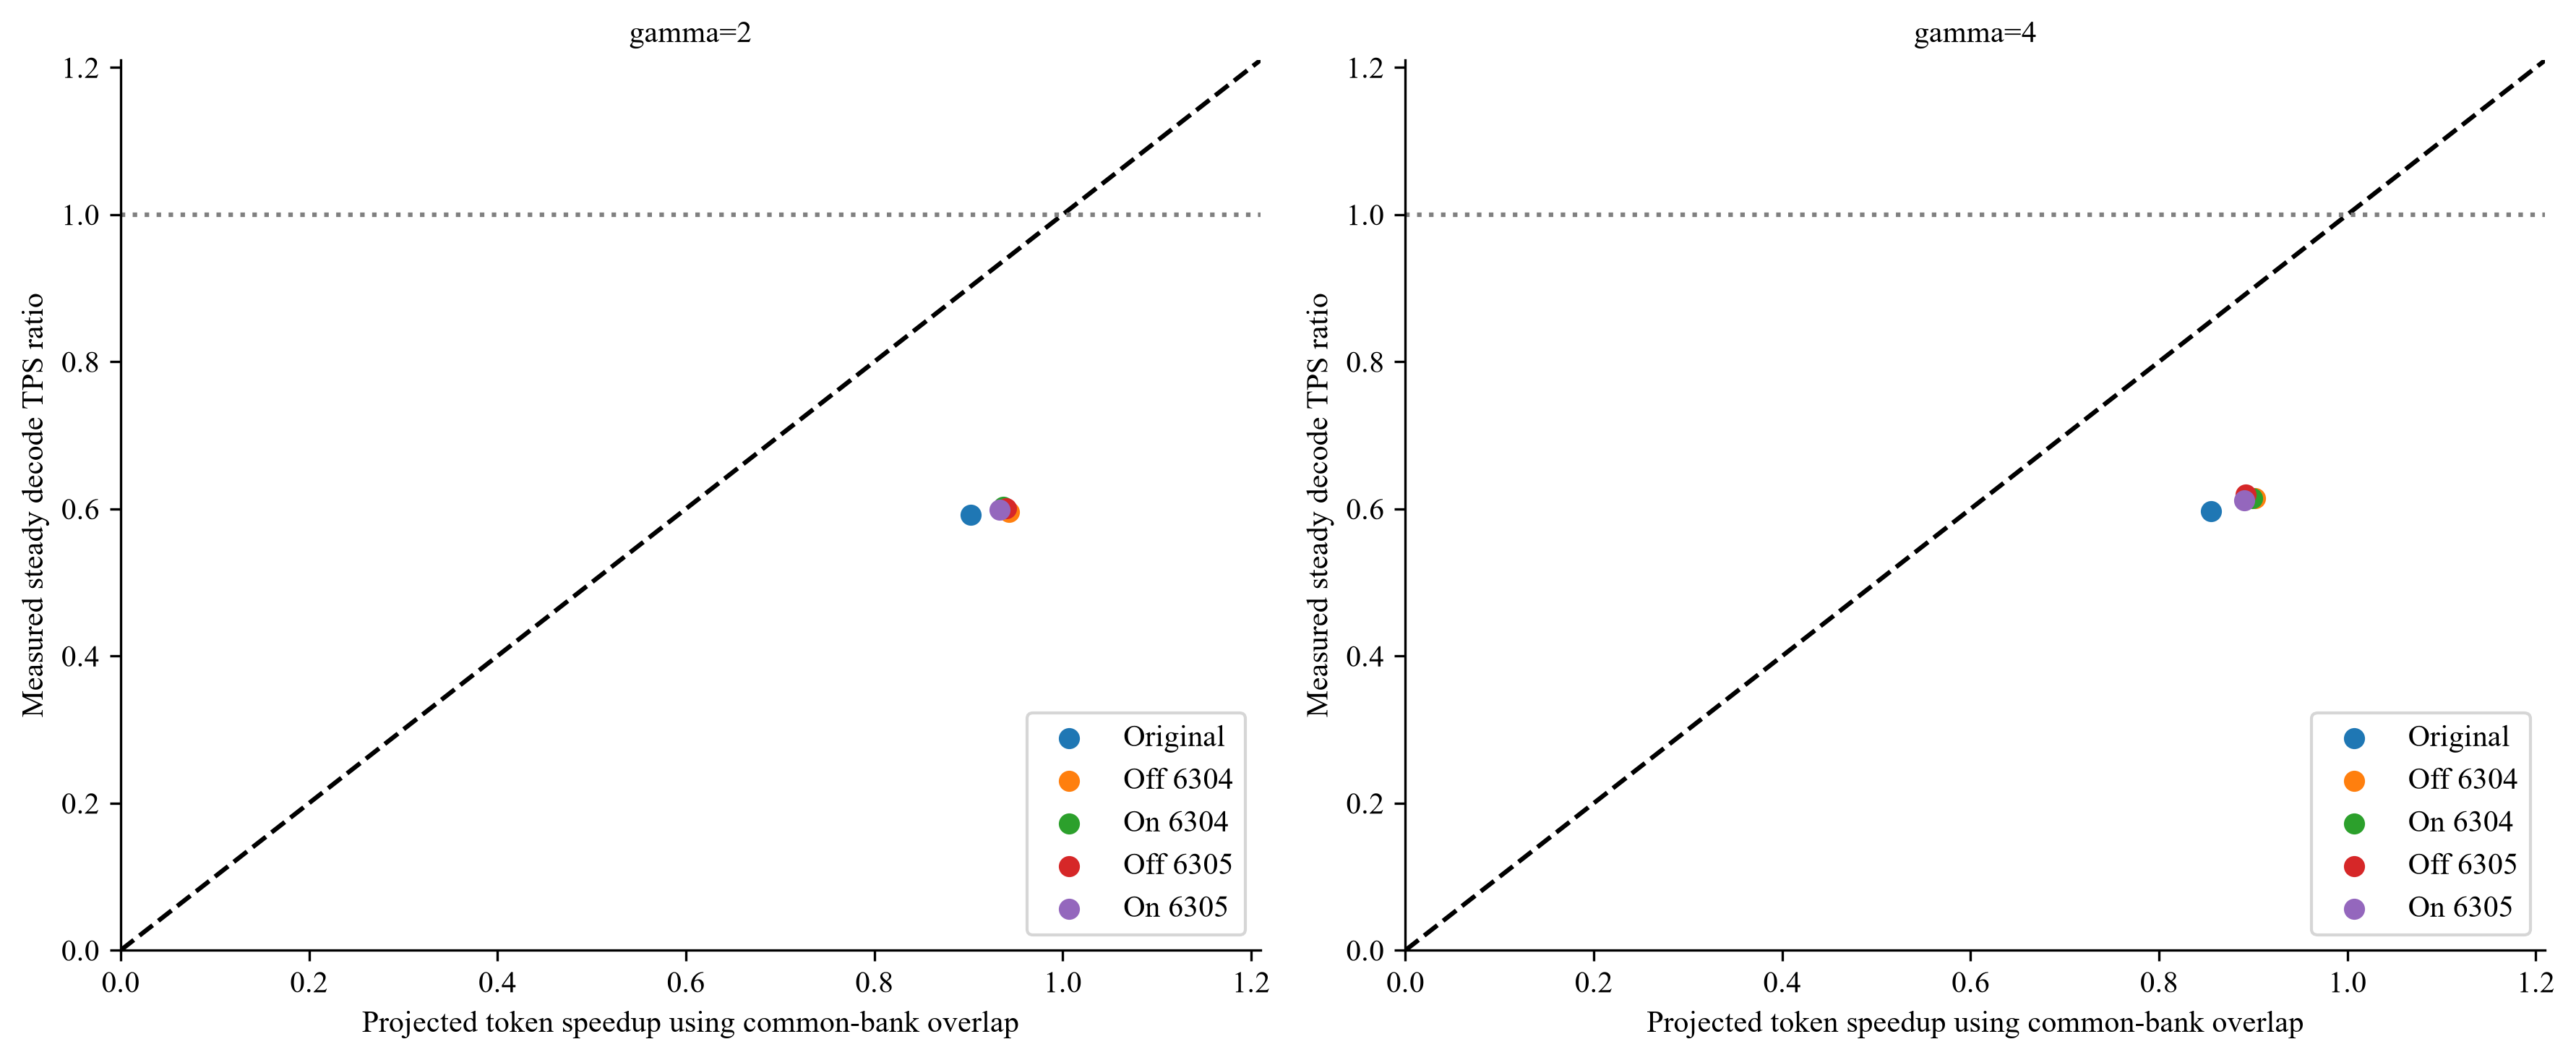 gamma=2
1.2
1.0
0.8
0.6
0.4
0.2
0.0
Measured steady decode TPS ratio
Original
Off 6304
On 6304
Off 6305
On 6305
0.0 0.2 0.4 0.6 0.8 1.0 1.2
Projected token speedup using common-bank overlap
gamma=4
1.2
1.0
0.8
0.6
0.4
0.2
0.0
Measured steady decode TPS ratio
Original
Off 6304
On 6304
Off 6305
On 6305
0.0 0.2 0.4 0.6 0.8 1.0 1.2
Projected token speedup using common-bank overlap